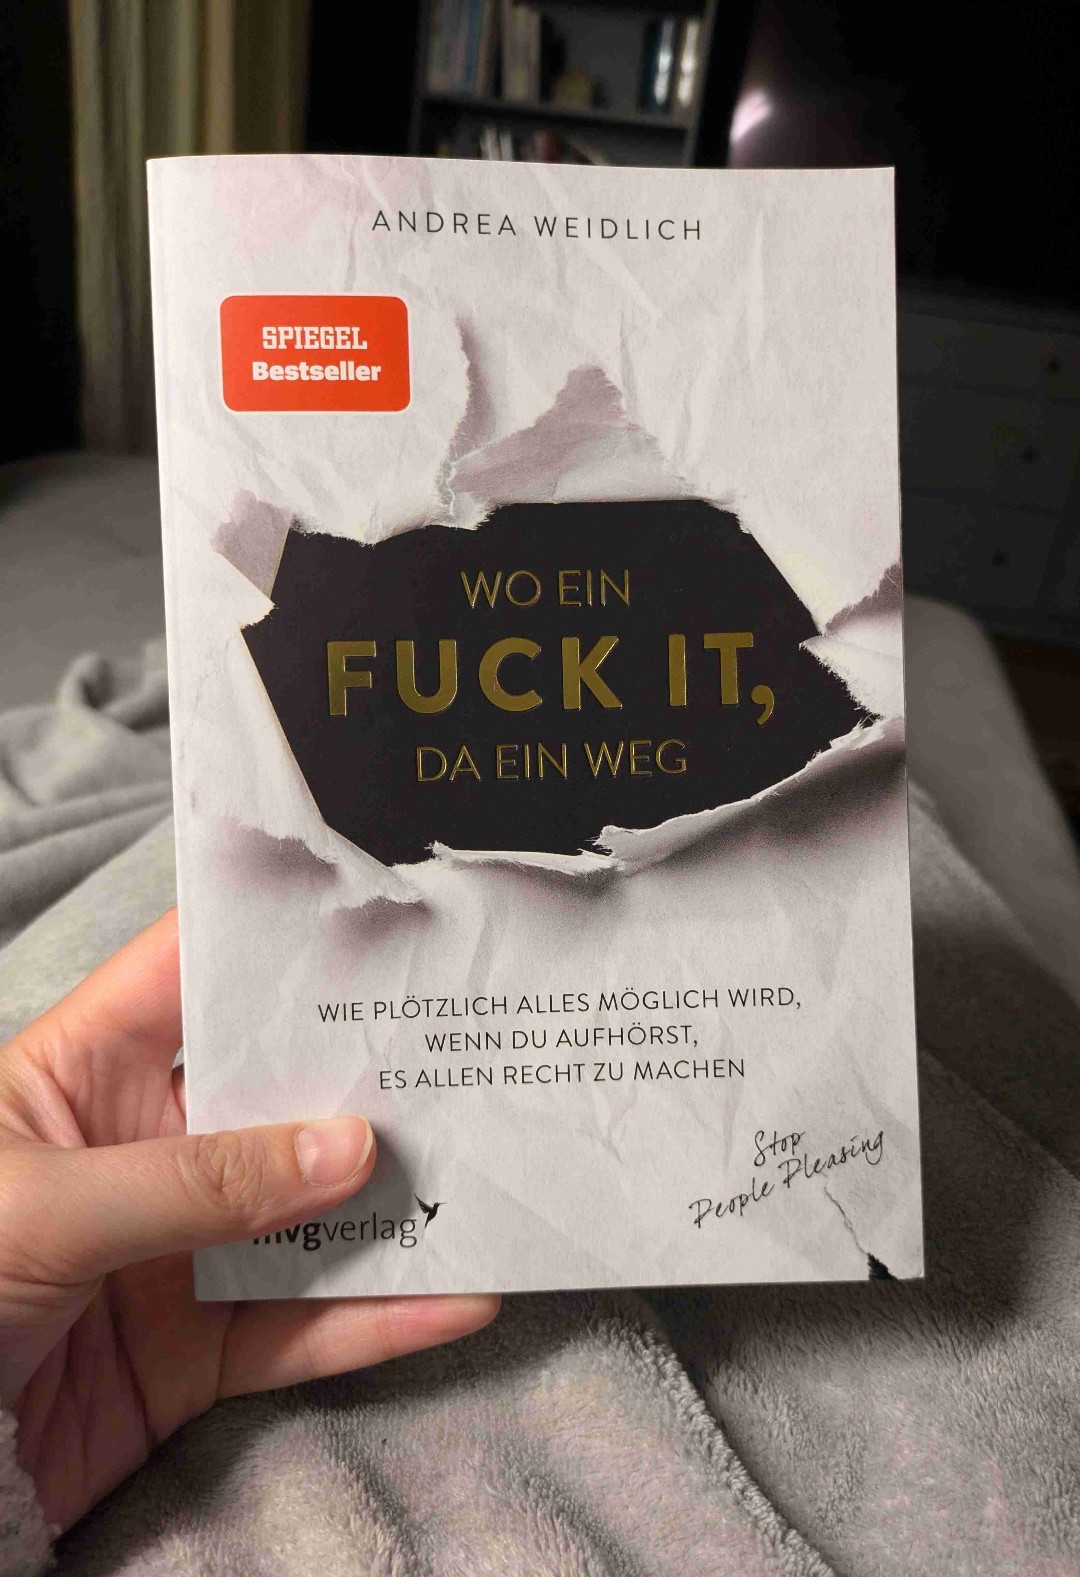 ANDREA WEIDLICH
SPIEGEL
Bestseller
WO EIN
FUCK IT,
DA EIN WEG
WIE PLÖTZLICH ALLES MÖGLICH WIRD,
WENN DU AUFHÖRST,
ES ALLEN RECHT ZU MACHEN
Stop
People Pleasing
mvgverlag